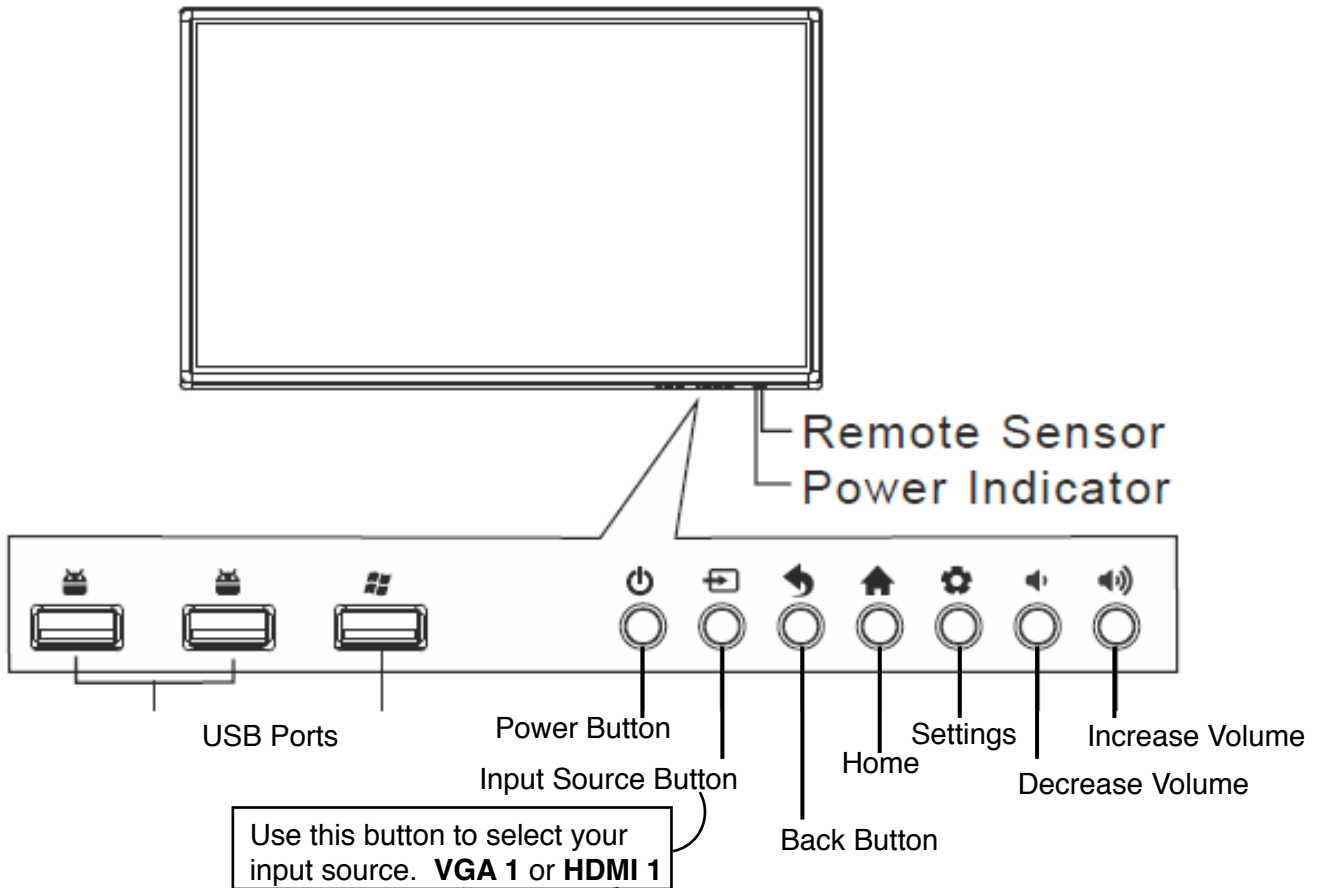 Remote Sensor
Power Indicator
USB Ports
Power Button
Input Source Button
Use this button to select your
input source. VGA 1 or HDMI 1
Back Button
Home
Settings
Decrease Volume
Increase Volume